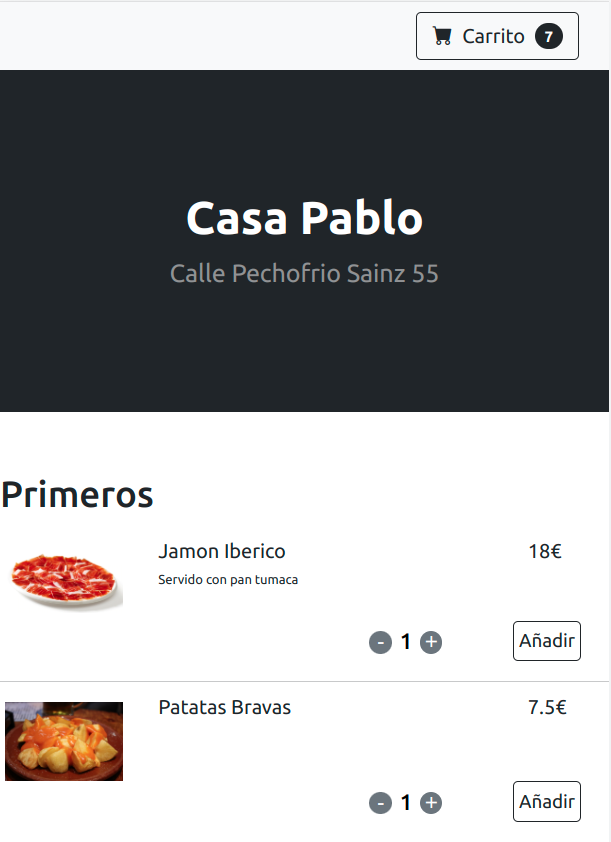 Carrito 7
Casa Pablo
Calle Pechofrio Sainz 55
Primeros
Jamon Iberico 18€
Servido con pan tumaca
- 1 + Añadir
Patatas Bravas 7.5€
- 1 + Añadir